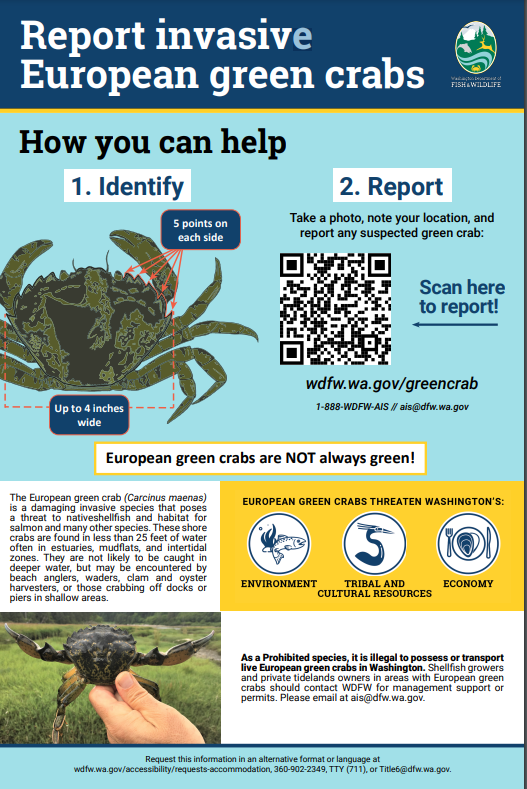 Report invasive
European green crabs
Washington Department of
FISH & WILDLIFE
How you can help
1. Identify
5 points on
each side
Up to 4 inches
wide
2. Report
Take a photo, note your location, and
report any suspected green crab:
Scan here
to report!
wdfw.wa.gov/greencrab
1-888-WDFW-AIS // ais@dfw.wa.gov
European green crabs are NOT always green!
The European green crab (Carcinus maenas)
is a damaging invasive species that poses
a threat to nativeshellfish and habitat for
salmon and many other species. These shore
crabs are found in less than 25 feet of water
often in estuaries, mudflats, and intertidal
zones. They are not likely to be caught in
deeper water, but may be encountered by
beach anglers, waders, clam and oyster
harvesters, or those crabbing off docks or
piers in shallow areas.
EUROPEAN GREEN CRABS THREATEN WASHINGTON'S:
ENVIRONMENT
TRIBAL AND
CULTURAL RESOURCES
ECONOMY
As a Prohibited species, it is illegal to possess or transport
live European green crabs in Washington. Shellfish growers
and private tidelands owners in areas with European green
crabs should contact WDFW for management support or
permits. Please email at ais@dfw.wa.gov.
Request this information in an alternative format or language at
wdfw.wa.gov/accessibility/requests-accommodation, 360-902-2349, TTY (711), or Title6@dfw.wa.gov.